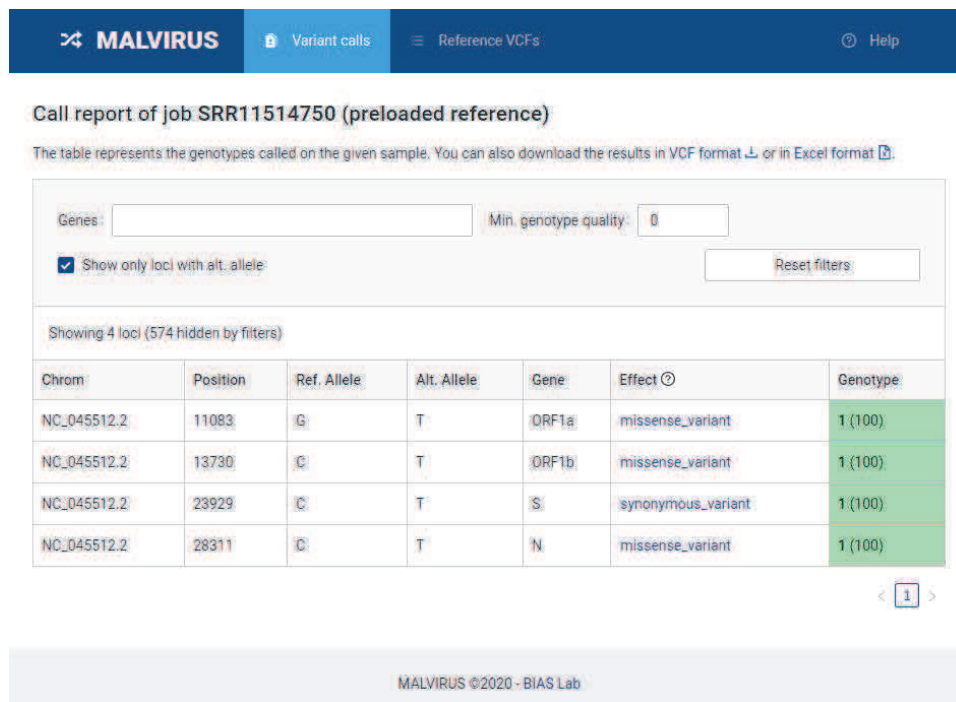 MALVIRUS Variant calls Reference VCFs Help
Call report of job SRR11514750 (preloaded reference)
The table represents the genotypes called on the given sample. You can also download the results in VCF format or in Excel format.
Genes: Min. genotype quality: 0
Show only loci with alt. allele Reset filters
Showing 4 loci (574 hidden by filters)
Chrom Position Ref. Allele Alt. Allele Gene Effect Genotype
NC_045512.2 11083 G T ORF1a missense_variant 1 (100)
NC_045512.2 13730 C T ORF1b missense_variant 1 (100)
NC_045512.2 23929 C T S synonymous_variant 1 (100)
NC_045512.2 28311 C T N missense_variant 1 (100)
< 1 >
MALVIRUS ©2020 - BIAS Lab